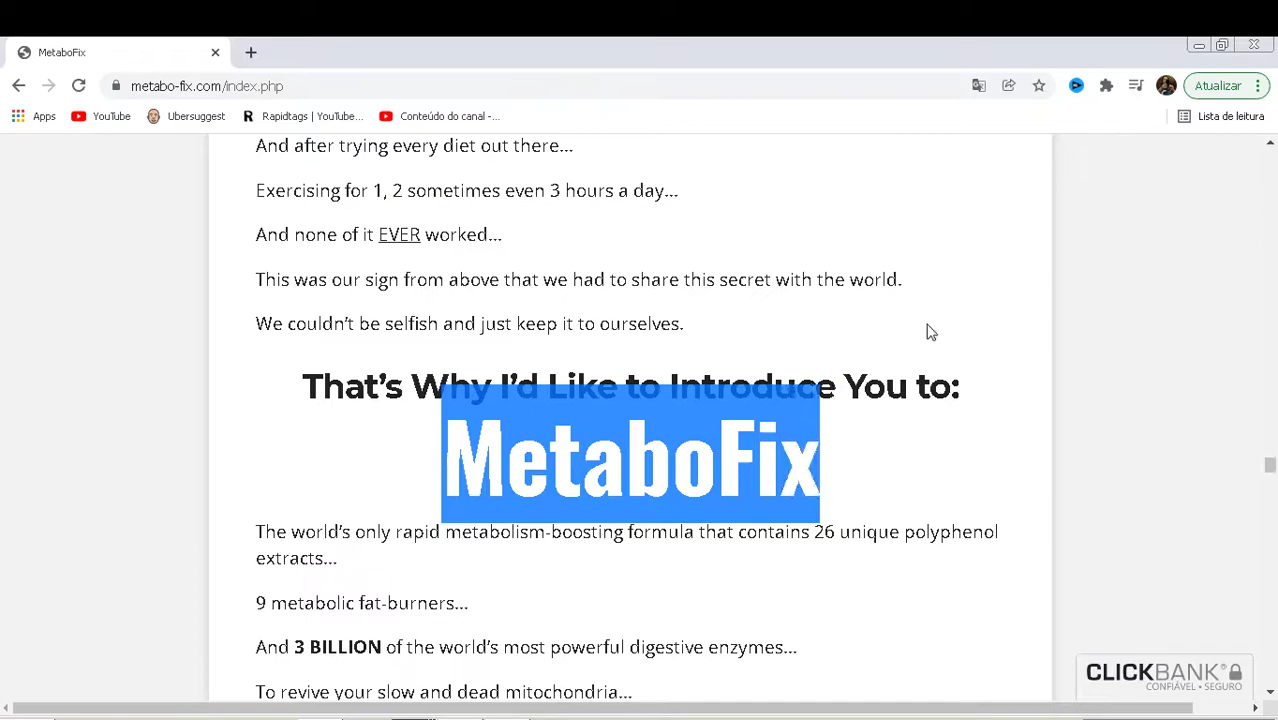 MetaboFix
metabo-fix.com/index.php
Atualizar
Apps YouTube Ubersuggest R Rapidtags | YouTube... Conteúdo do canal -... Lista de leitura
And after trying every diet out there...
Exercising for 1, 2 sometimes even 3 hours a day...
And none of it EVER worked...
This was our sign from above that we had to share this secret with the world.
We couldn't be selfish and just keep it to ourselves.
That's Why I'd Like to Introduce You to:
MetaboFix
The world's only rapid metabolism-boosting formula that contains 26 unique polyphenol
extracts...
9 metabolic fat-burners...
And 3 BILLION of the world's most powerful digestive enzymes...
To revive your slow and dead mitochondria...
CLICKBANK®
CONFIÁVEL • SEGURO